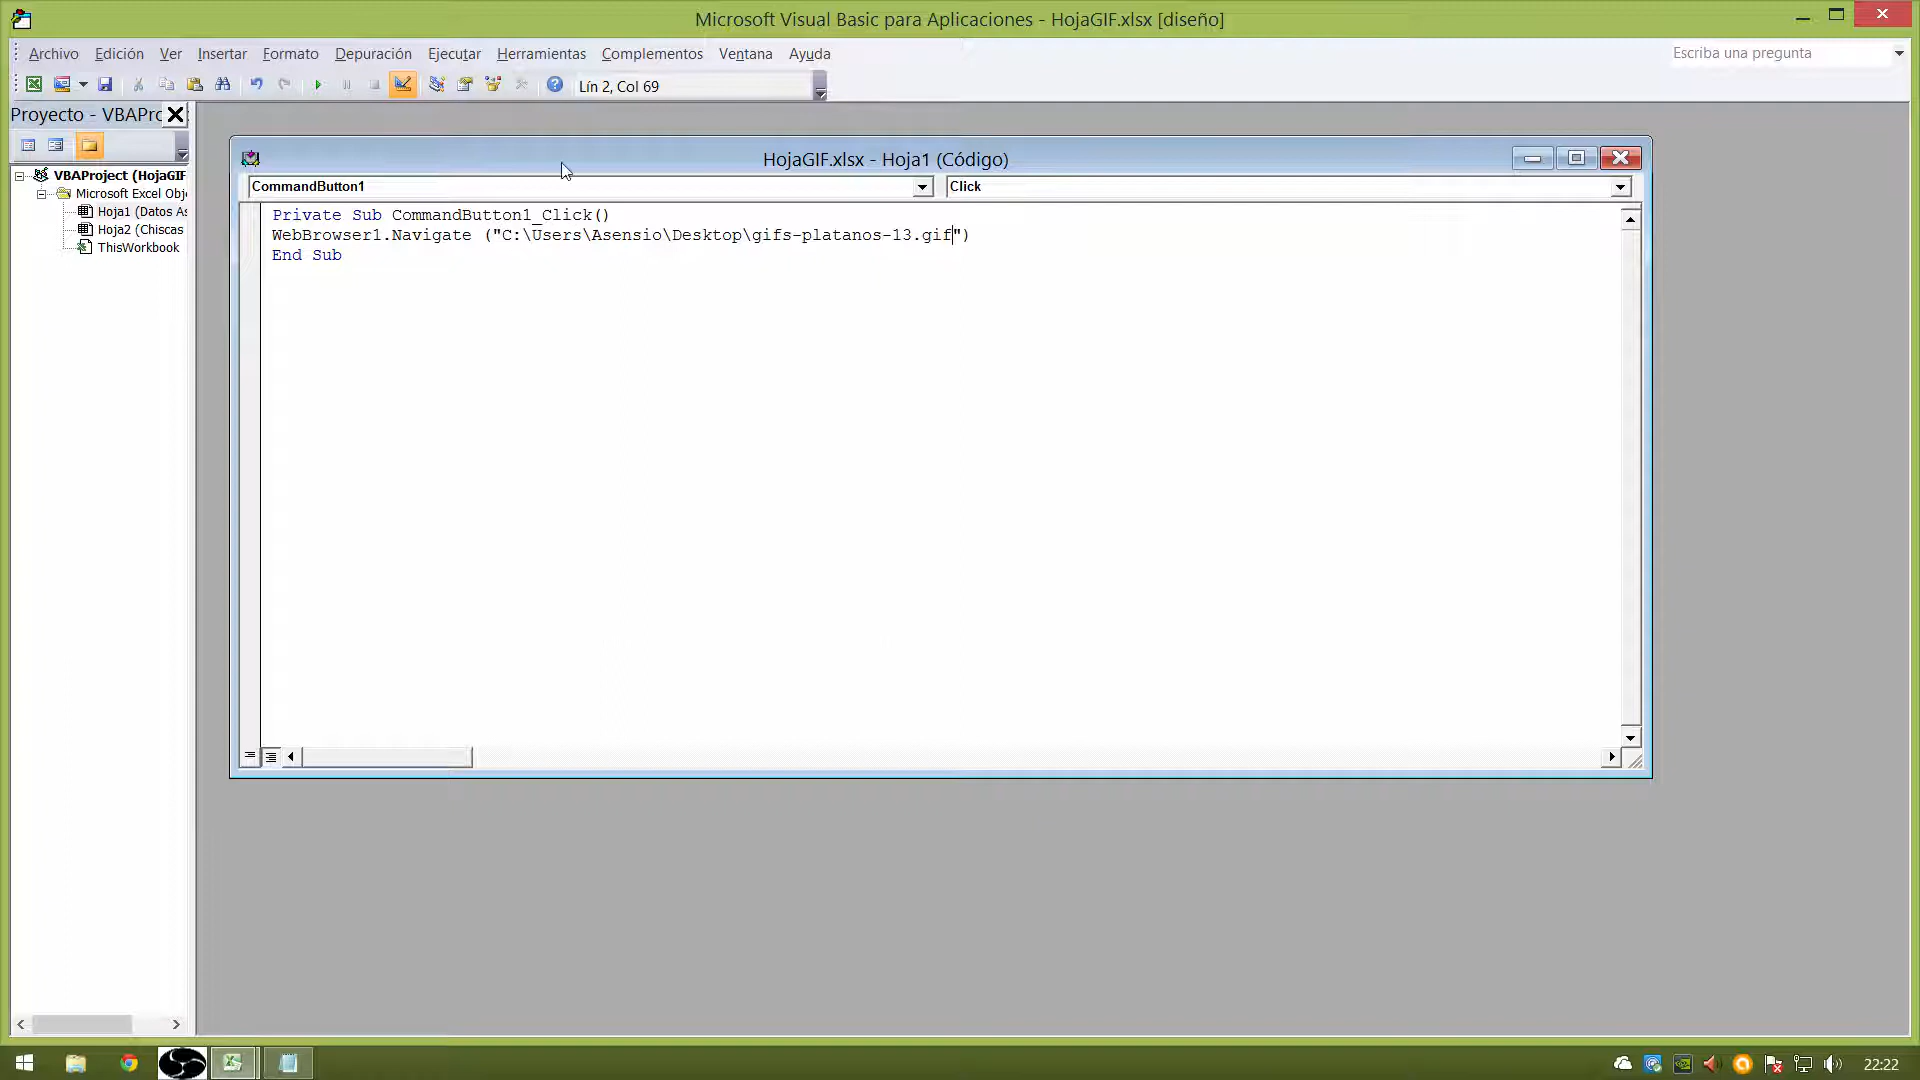 Microsoft Visual Basic para Aplicaciones - HojaGIF.xlsx [diseño]
Archivo Edición Ver Insertar Formato Depuración Ejecutar Herramientas Complementos Ventana Ayuda
Escriba una pregunta
Lín 2, Col 69
Proyecto - VBAPrc
VBAProject (HojaGIF
Microsoft Excel Obj
Hoja1 (Datos As
Hoja2 (Chiscas
ThisWorkbook
HojaGIF.xlsx - Hoja1 (Código)
CommandButton1
Click
Private Sub CommandButton1_Click()
WebBrowser1.Navigate ("C:\Users\Asensio\Desktop\gifs-platanos-13.gif")
End Sub
22:22